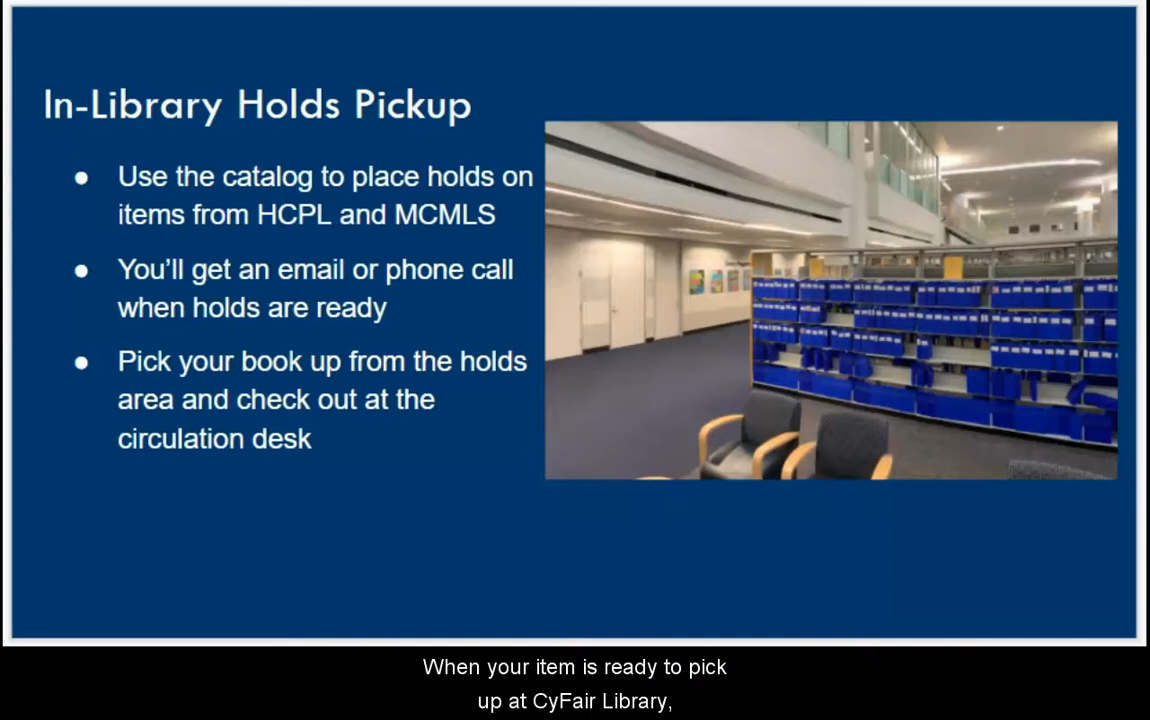 In-Library Holds Pickup
● Use the catalog to place holds on
items from HCPL and MCMLS
● You’ll get an email or phone call
when holds are ready
● Pick your book up from the holds
area and check out at the
circulation desk
When your item is ready to pick
up at CyFair Library,